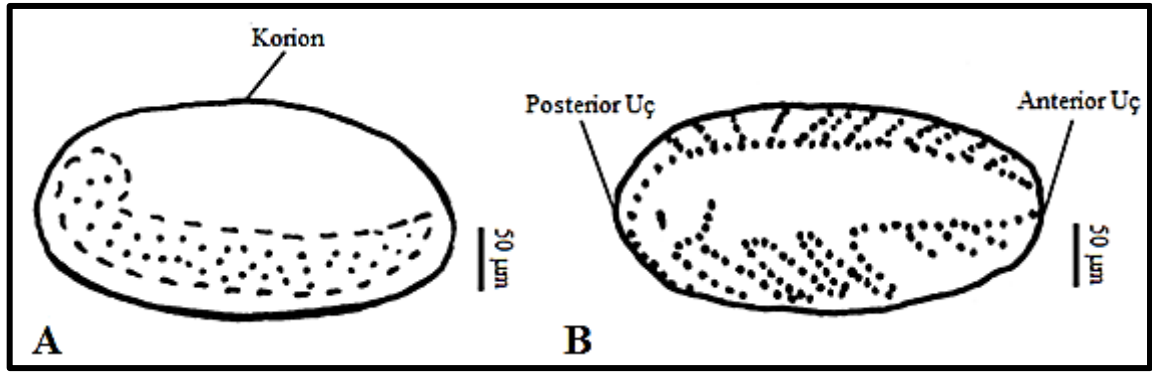 Korion
Posterior Uç
Anterior Uç
50 µm
50 µm
A
B